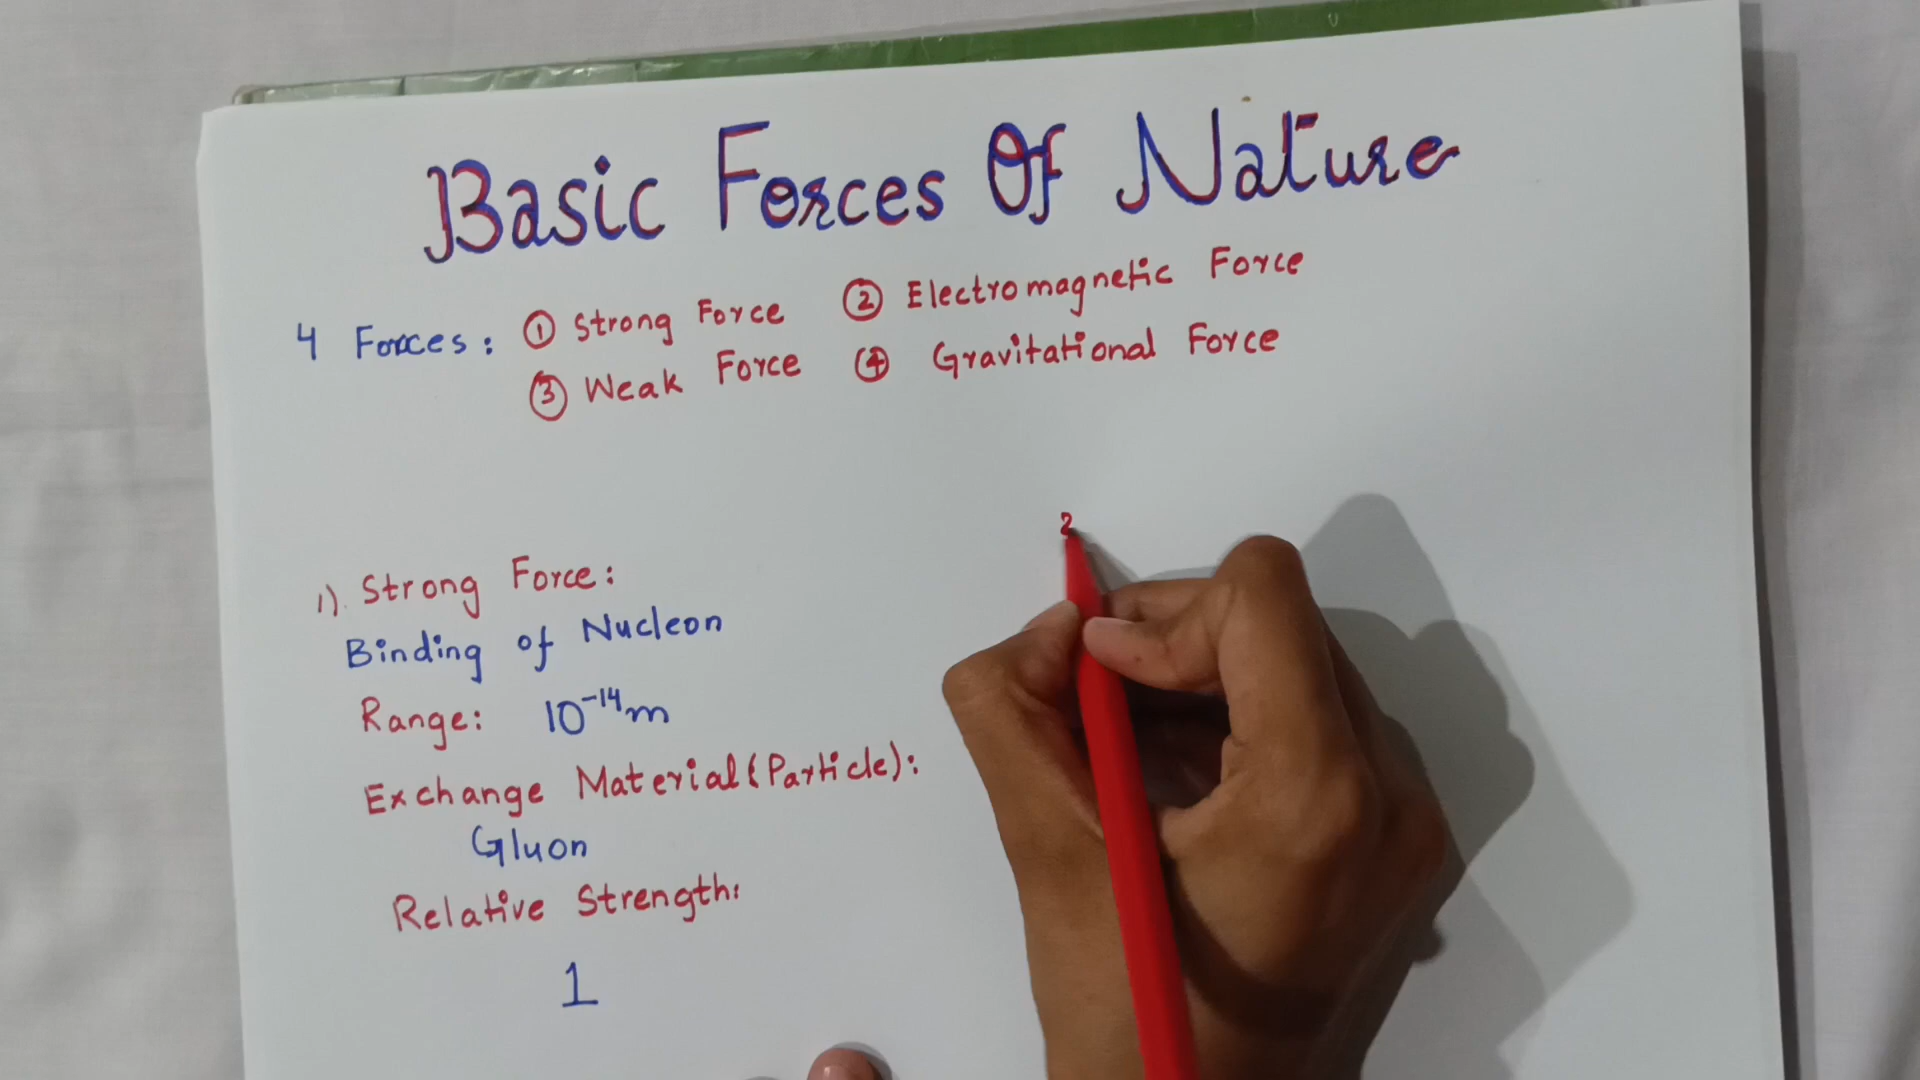 Basic Forces Of Nature
4 Forces: ① Strong Force ② Electromagnetic Force
③ Weak Force ④ Gravitational Force
1). Strong Force:
Binding of Nucleon
Range: 10⁻¹⁴m
Exchange Material (Particle):
Gluon
Relative Strength:
1
2